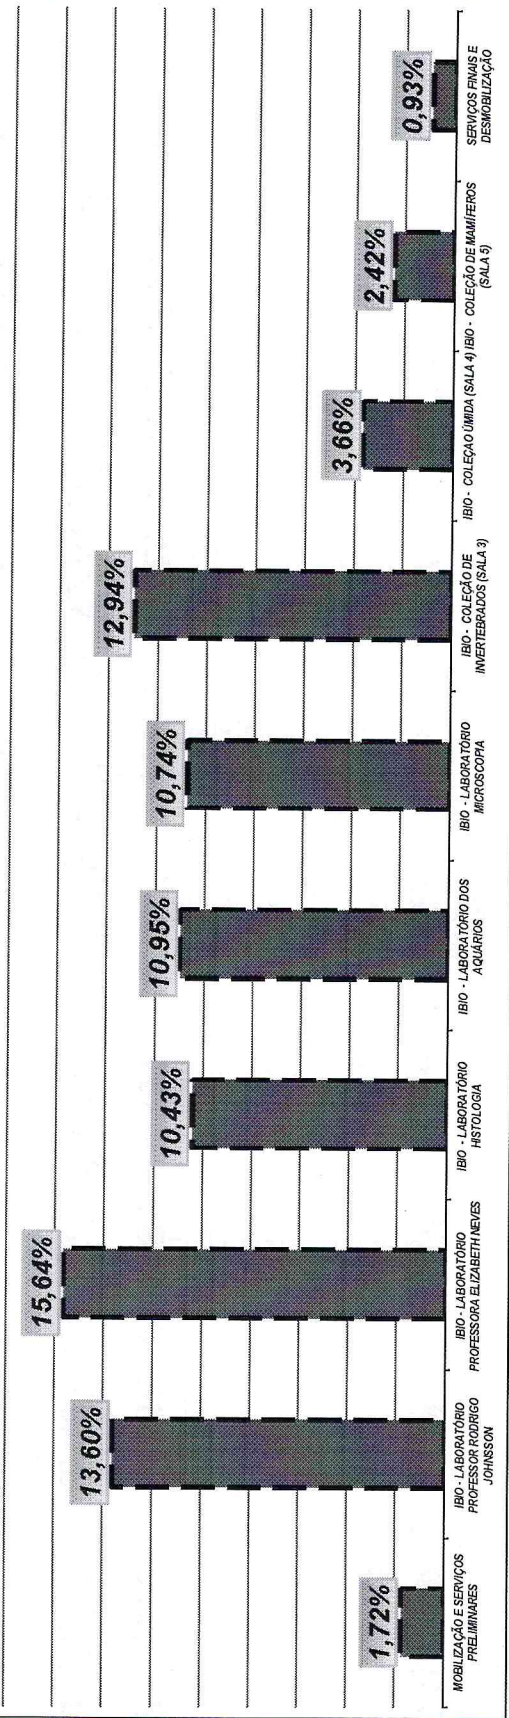 1,72%
13,60%
15,64%
10,43%
10,95%
10,74%
12,94%
3,66%
2,42%
0,93%
MOBILIZAÇÃO E SERVIÇOS
PRELIMINARES
IBIO - LABORATÓRIO
PROFESSOR RODRIGO
JOHNSSON
IBIO - LABORATÓRIO
PROFESSORA ELIZABETH NEVES
IBIO - LABORATÓRIO
HISTOLOGIA
IBIO - LABORATÓRIO DOS
AQUÁRIOS
IBIO - LABORATÓRIO
MICROSCOPIA
IBIO - COLEÇÃO DE
INVERTEBRADOS (SALA 3)
IBIO - COLEÇAO ÚMIDA (SALA 4)
IBIO - COLEÇÃO DE MAMÍFEROS
(SALA 5)
SERVIÇOS FINAIS E
DESMOBILIZAÇÃO